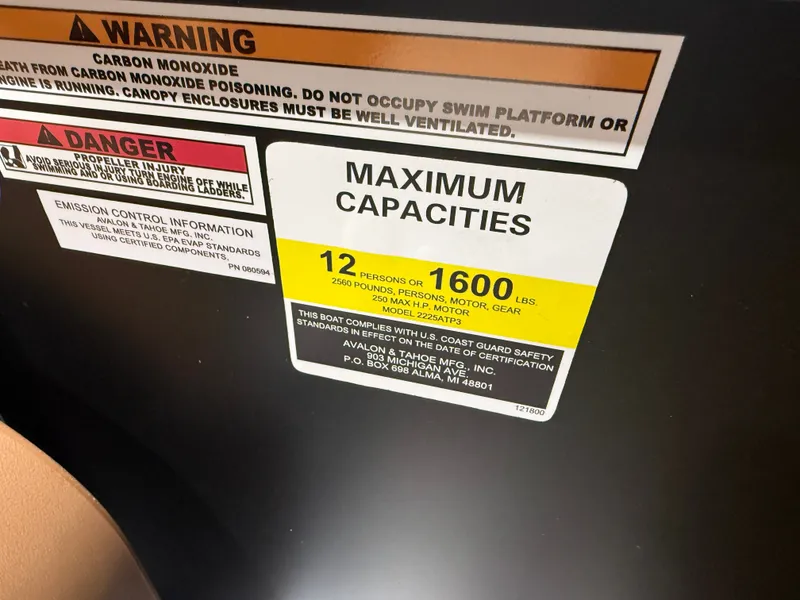 WARNING
CARBON MONOXIDE
EATH FROM CARBON MONOXIDE POISONING. DO NOT OCCUPY SWIM PLATFORM OR
NGINE IS RUNNING. CANOPY ENCLOSURES MUST BE WELL VENTILATED.
DANGER
PROPELLER INJURY
AVOID SERIOUS INJURY TURN ENGINE OFF WHILE
SWIMMING AND OR USING BOARDING LADDERS.
EMISSION CONTROL INFORMATION
AVALON & TAHOE MFG. INC.
THIS VESSEL MEETS U.S. EPA EVAP STANDARDS
USING CERTIFIED COMPONENTS.
PN 080594
MAXIMUM
CAPACITIES
12 PERSONS OR 1600 LBS.
2560 POUNDS, PERSONS, MOTOR, GEAR
250 MAX H.P. MOTOR
MODEL 2225ATP3
THIS BOAT COMPLIES WITH U.S. COAST GUARD SAFETY
STANDARDS IN EFFECT ON THE DATE OF CERTIFICATION
AVALON & TAHOE MFG., INC.
903 MICHIGAN AVE.
P.O. BOX 698 ALMA, MI 48801
121800